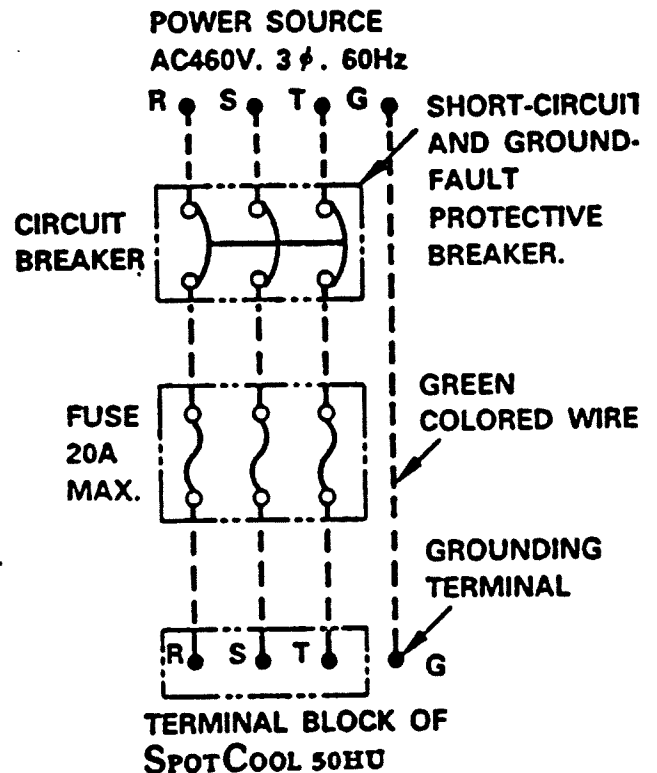 POWER SOURCE
AC460V. 3 ϕ. 60Hz
R S T G
SHORT-CIRCUIT
AND GROUND-
FAULT
PROTECTIVE
BREAKER.
CIRCUIT
BREAKER
GREEN
COLORED WIRE
FUSE
20A
MAX.
GROUNDING
TERMINAL
R S T G
TERMINAL BLOCK OF
SPOTCOOL 50HU